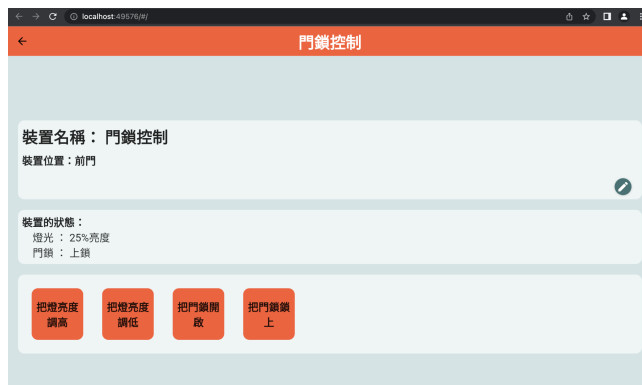 localhost:49576/#/
門鎖控制
裝置名稱： 門鎖控制
裝置位置：前門
裝置的狀態：
燈光 ： 25%亮度
門鎖 ： 上鎖
把燈亮度
調高
把燈亮度
調低
把門鎖開
啟
把門鎖鎖
上